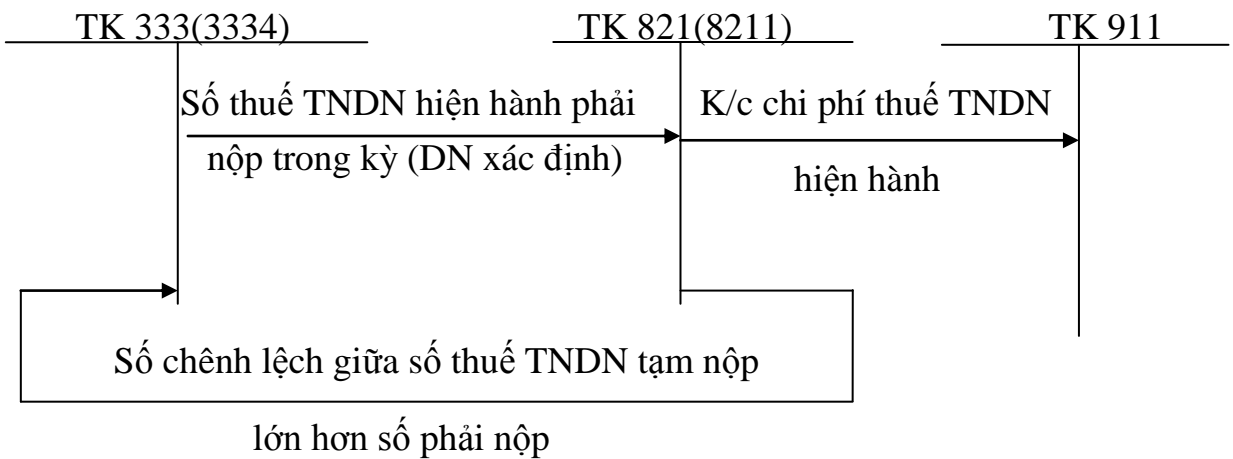 TK 333(3334)
TK 821(8211)
TK 911
Số thuế TNDN hiện hành phải
nộp trong kỳ (DN xác định)
K/c chi phí thuế TNDN
hiện hành
Số chênh lệch giữa số thuế TNDN tạm nộp
lớn hơn số phải nộp